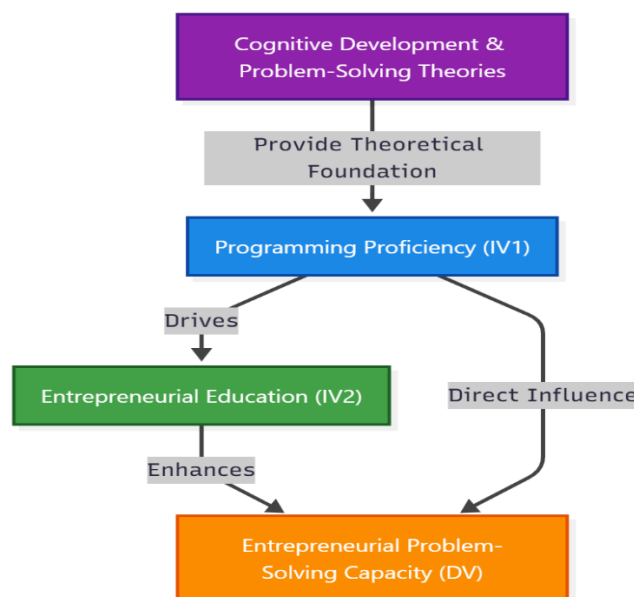 Cognitive Development &
Problem-Solving Theories
Provide Theoretical
Foundation
Programming Proficiency (IV1)
Drives
Entrepreneurial Education (IV2)
Direct Influence
Enhances
Entrepreneurial Problem-
Solving Capacity (DV)